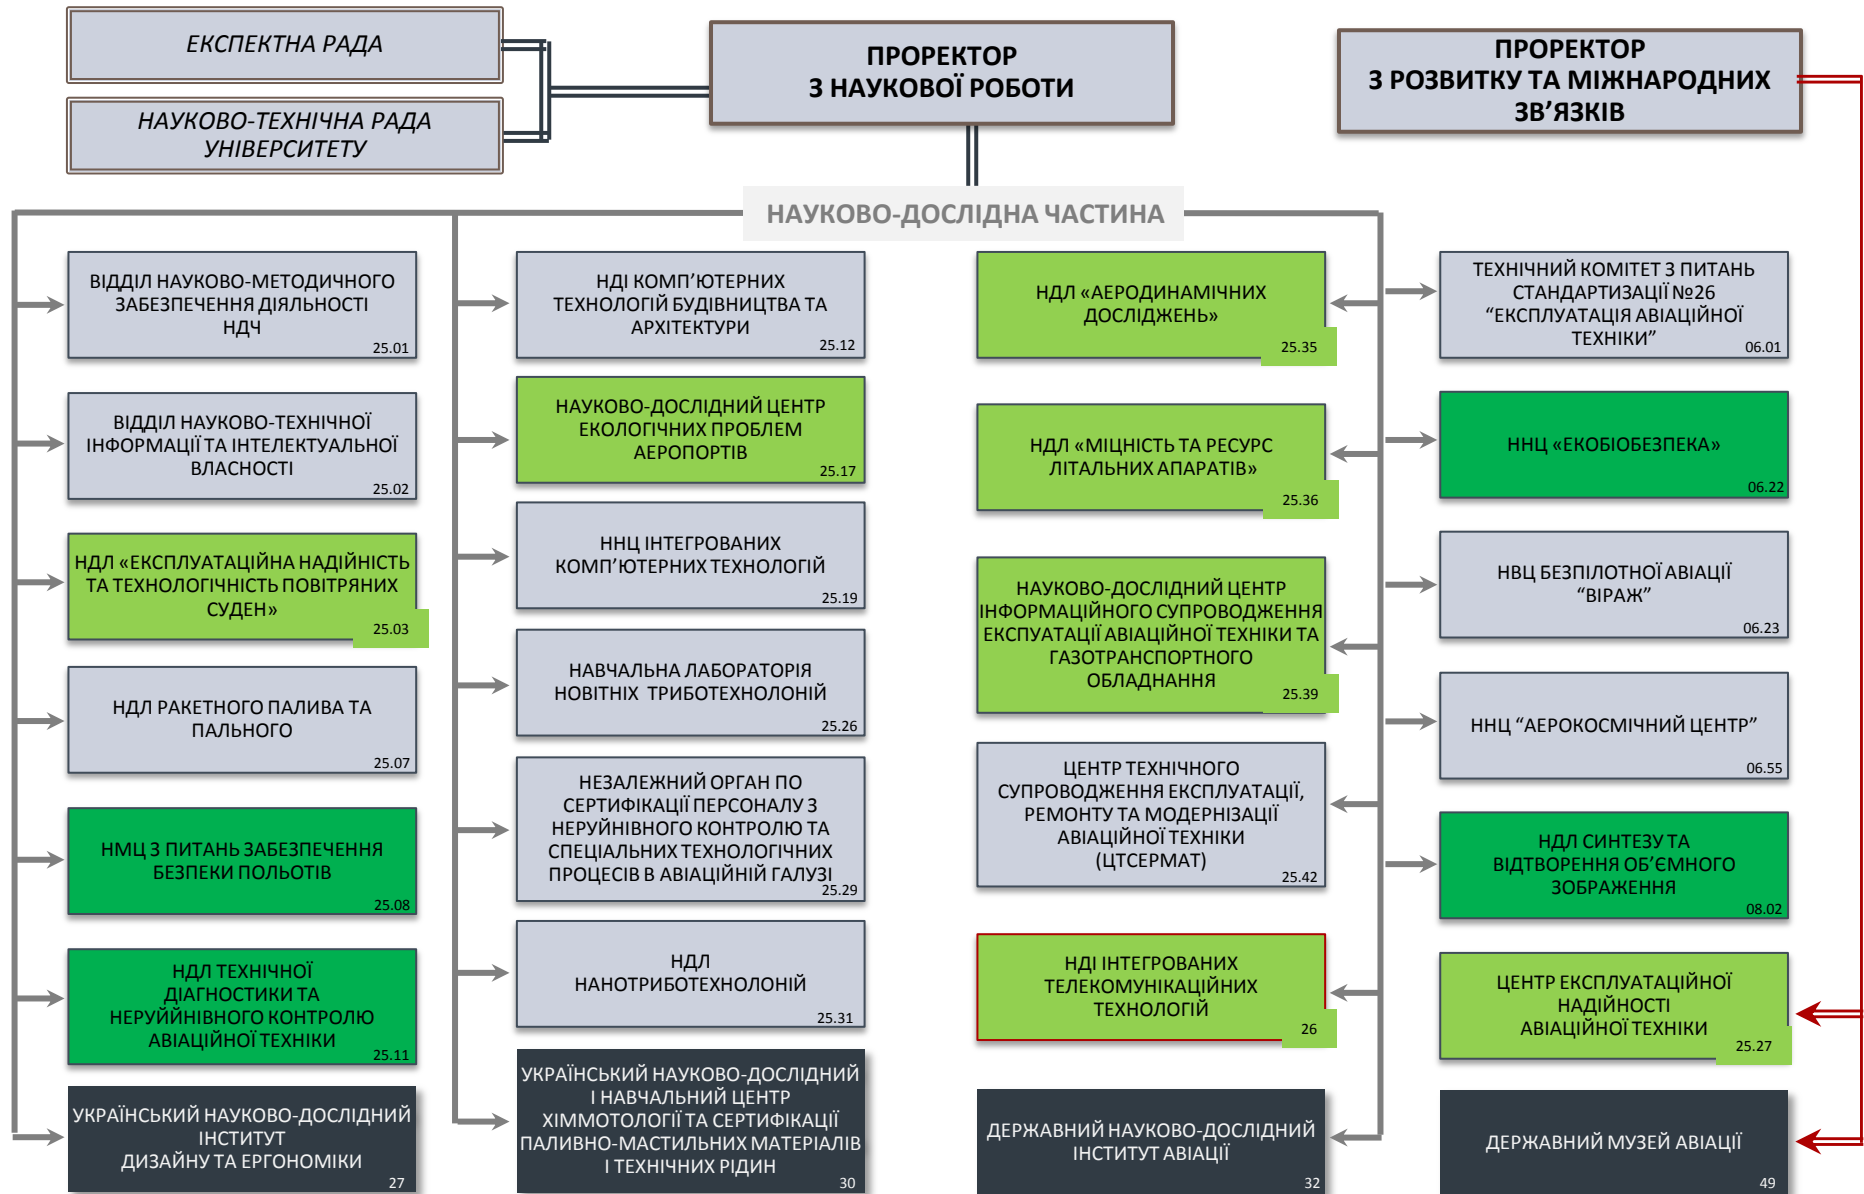 ЕКСПЕКТНА РАДА
НАУКОВО-ТЕХНІЧНА РАДА
УНІВЕРСИТЕТУ
ПРОРЕКТОР
З НАУКОВОЇ РОБОТИ
ПРОРЕКТОР
З РОЗВИТКУ ТА МІЖНАРОДНИХ
ЗВ’ЯЗКІВ
НАУКОВО-ДОСЛІДНА ЧАСТИНА
ВІДДІЛ НАУКОВО-МЕТОДИЧНОГО
ЗАБЕЗПЕЧЕННЯ ДІЯЛЬНОСТІ
НДЧ
25.01
ВІДДІЛ НАУКОВО-ТЕХНІЧНОЇ
ІНФОРМАЦІЇ ТА ІНТЕЛЕКТУАЛЬНОЇ
ВЛАСНОСТІ
25.02
НДЛ «ЕКСПЛУАТАЦІЙНА НАДІЙНІСТЬ
ТА ТЕХНОЛОГІЧНІСТЬ ПОВІТРЯНИХ
СУДЕН»
25.03
НДЛ РАКЕТНОГО ПАЛИВА ТА
ПАЛЬНОГО
25.07
НМЦ З ПИТАНЬ ЗАБЕЗПЕЧЕННЯ
БЕЗПЕКИ ПОЛЬОТІВ
25.08
НДЛ ТЕХНІЧНОЇ
ДІАГНОСТИКИ ТА
НЕРУЙЙНІВНОГО КОНТРОЛЮ
АВІАЦІЙНОЇ ТЕХНІКИ
25.11
УКРАЇНСЬКИЙ НАУКОВО-ДОСЛІДНИЙ
ІНСТИТУТ
ДИЗАЙНУ ТА ЕРГОНОМІКИ
27
НДІ КОМП’ЮТЕРНИХ
ТЕХНОЛОГІЙ БУДІВНИЦТВА ТА
АРХІТЕКТУРИ
25.12
НАУКОВО-ДОСЛІДНИЙ ЦЕНТР
ЕКОЛОГІЧНИХ ПРОБЛЕМ
АЕРОПОРТІВ
25.17
ННЦ ІНТЕГРОВАНИХ
КОМП’ЮТЕРНИХ ТЕХНОЛОГІЙ
25.19
НАВЧАЛЬНА ЛАБОРАТОРІЯ
НОВІТНІХ ТРИБОТЕХНОЛОНІЙ
25.26
НЕЗАЛЕЖНИЙ ОРГАН ПО
СЕРТИФІКАЦІЇ ПЕРСОНАЛУ З
НЕРУЙНІВНОГО КОНТРОЛЮ ТА
СПЕЦІАЛЬНИХ ТЕХНОЛОГІЧНИХ
ПРОЦЕСІВ В АВІАЦІЙНІЙ ГАЛУЗІ
25.29
НДЛ
НАНОТРИБОТЕХНОЛОНІЙ
25.31
УКРАЇНСЬКИЙ НАУКОВО-ДОСЛІДНИЙ
І НАВЧАЛЬНИЙ ЦЕНТР
ХІММОТОЛОГІЇ ТА СЕРТИФІКАЦІЇ
ПАЛИВНО-МАСТИЛЬНИХ МАТЕРІАЛІВ
І ТЕХНІЧНИХ РІДИН
30
НДЛ «АЕРОДИНАМІЧНИХ
ДОСЛІДЖЕНЬ»
25.35
НДЛ «МІЦНІСТЬ ТА РЕСУРС
ЛІТАЛЬНИХ АПАРАТІВ»
25.36
НАУКОВО-ДОСЛІДНИЙ ЦЕНТР
ІНФОРМАЦІЙНОГО СУПРОВОДЖЕННЯ
ЕКСПУАТАЦІЇ АВІАЦІЙНОЇ ТЕХНІКИ ТА
ГАЗОТРАНСПОРТНОГО
ОБЛАДНАННЯ
25.39
ЦЕНТР ТЕХНІЧНОГО
СУПРОВОДЖЕННЯ ЕКСПЛУАТАЦІЇ,
РЕМОНТУ ТА МОДЕРНІЗАЦІЇ
АВІАЦІЙНОЇ ТЕХНІКИ
(ЦТСЕРМАТ)
25.42
НДІ ІНТЕГРОВАНИХ
ТЕЛЕКОМУНІКАЦІЙНИХ
ТЕХНОЛОГІЙ
26
ДЕРЖАВНИЙ НАУКОВО-ДОСЛІДНИЙ
ІНСТИТУТ АВІАЦІЇ
32
ТЕХНІЧНИЙ КОМІТЕТ З ПИТАНЬ
СТАНДАРТИЗАЦІЇ №26
“ЕКСПЛУАТАЦІЯ АВІАЦІЙНОЇ
ТЕХНІКИ”
06.01
ННЦ «ЕКОБІОБЕЗПЕКА»
06.22
НВЦ БЕЗПІЛОТНОЇ АВІАЦІЇ
“ВІРАЖ”
06.23
ННЦ “АЕРОКОСМІЧНИЙ ЦЕНТР”
06.55
НДЛ СИНТЕЗУ ТА
ВІДТВОРЕННЯ ОБ’ЄМНОГО
ЗОБРАЖЕННЯ
08.02
ЦЕНТР ЕКСПЛУАТАЦІЙНОЇ
НАДІЙНОСТІ
АВІАЦІЙНОЇ ТЕХНІКИ
25.27
ДЕРЖАВНИЙ МУЗЕЙ АВІАЦІЇ
49